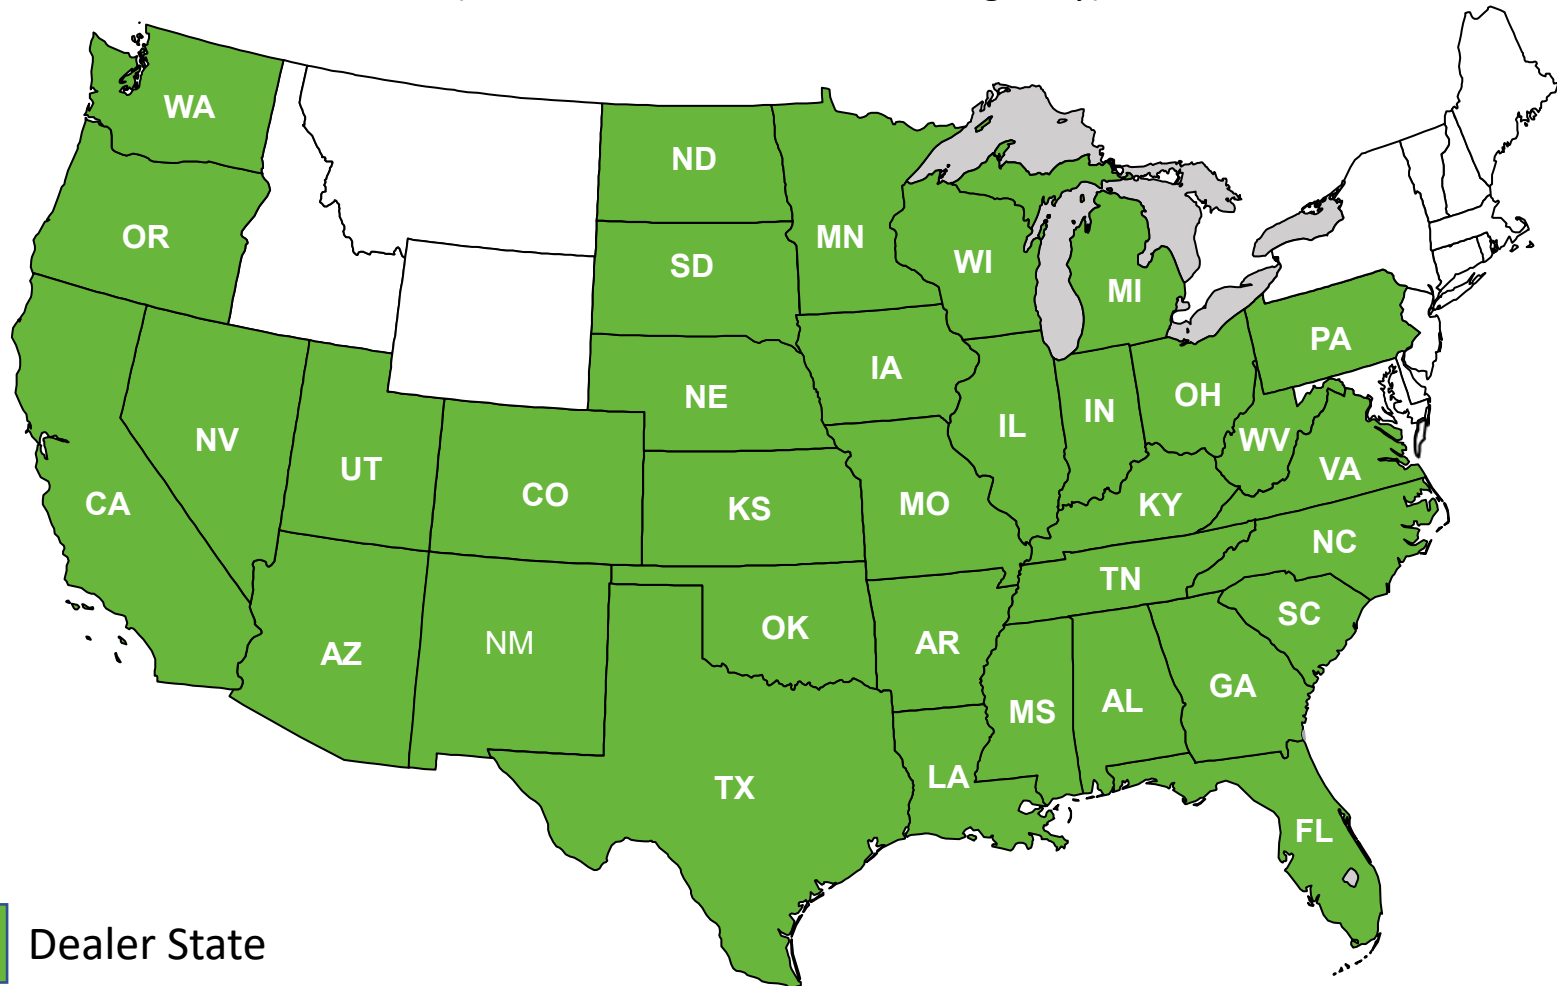 WA
ND
OR
MN
SD
WI
MI
PA
IA
NE
OH
IN
IL
NV
WV
UT
VA
CO
CA
KS
MO
KY
NC
TN
SC
OK
NM
AR
AZ
GA
AL
MS
LA
TX
FL
Dealer State